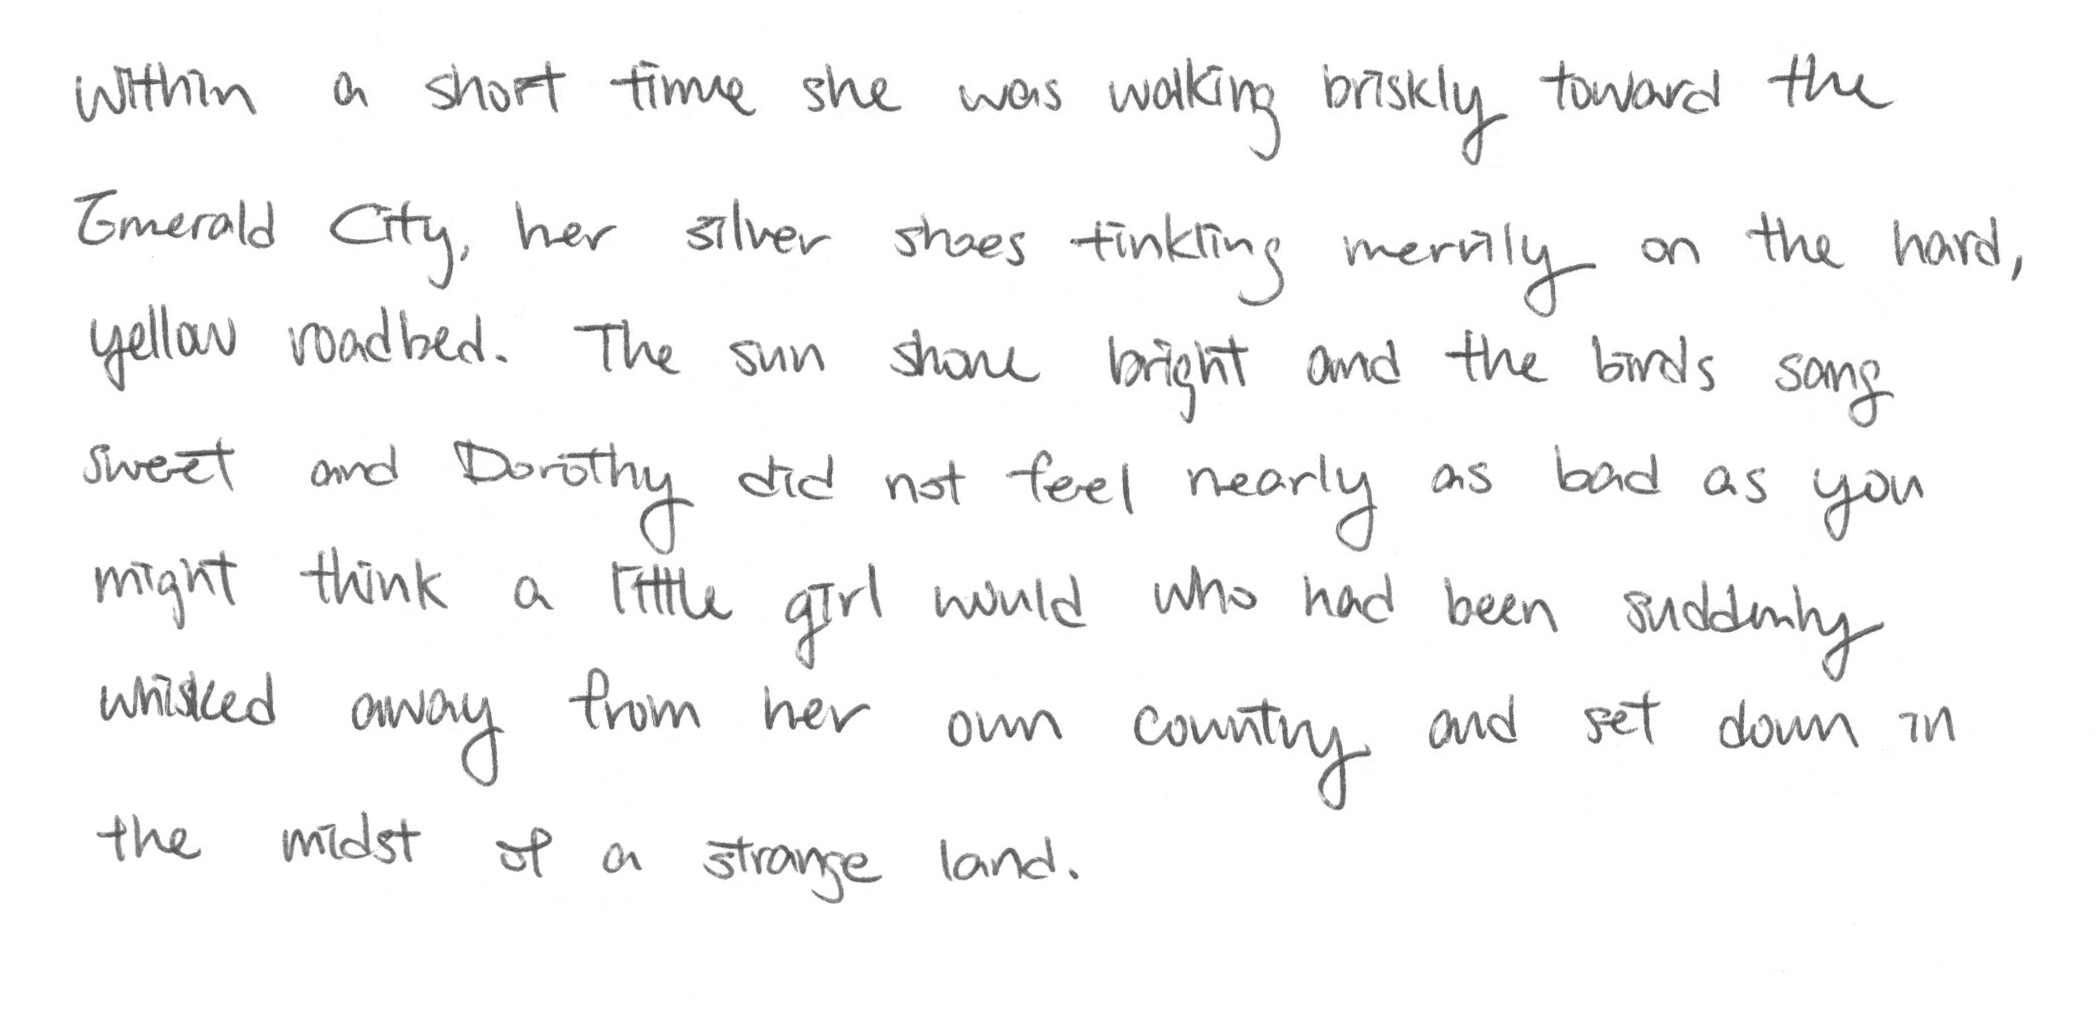 Within a short time she was walking briskly toward the
Emerald City, her silver shoes tinkling merrily on the hard,
yellow roadbed. The sun shone bright and the birds sang
sweet and Dorothy did not feel nearly as bad as you
might think a little girl would who had been suddenly
whisked away from her own country and set down in
the midst of a strange land.